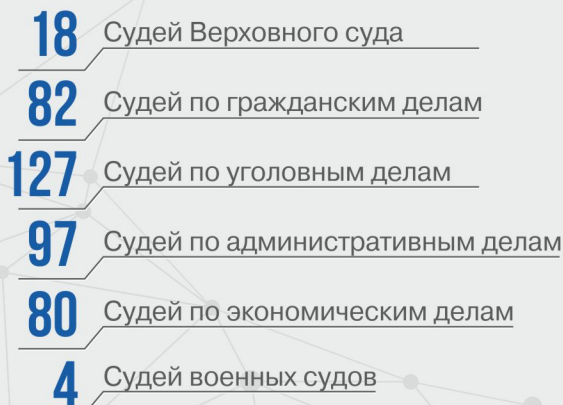 18 Судей Верховного суда
82 Судей по гражданским делам
127 Судей по уголовным делам
97 Судей по административным делам
80 Судей по экономическим делам
4 Судей военных судов